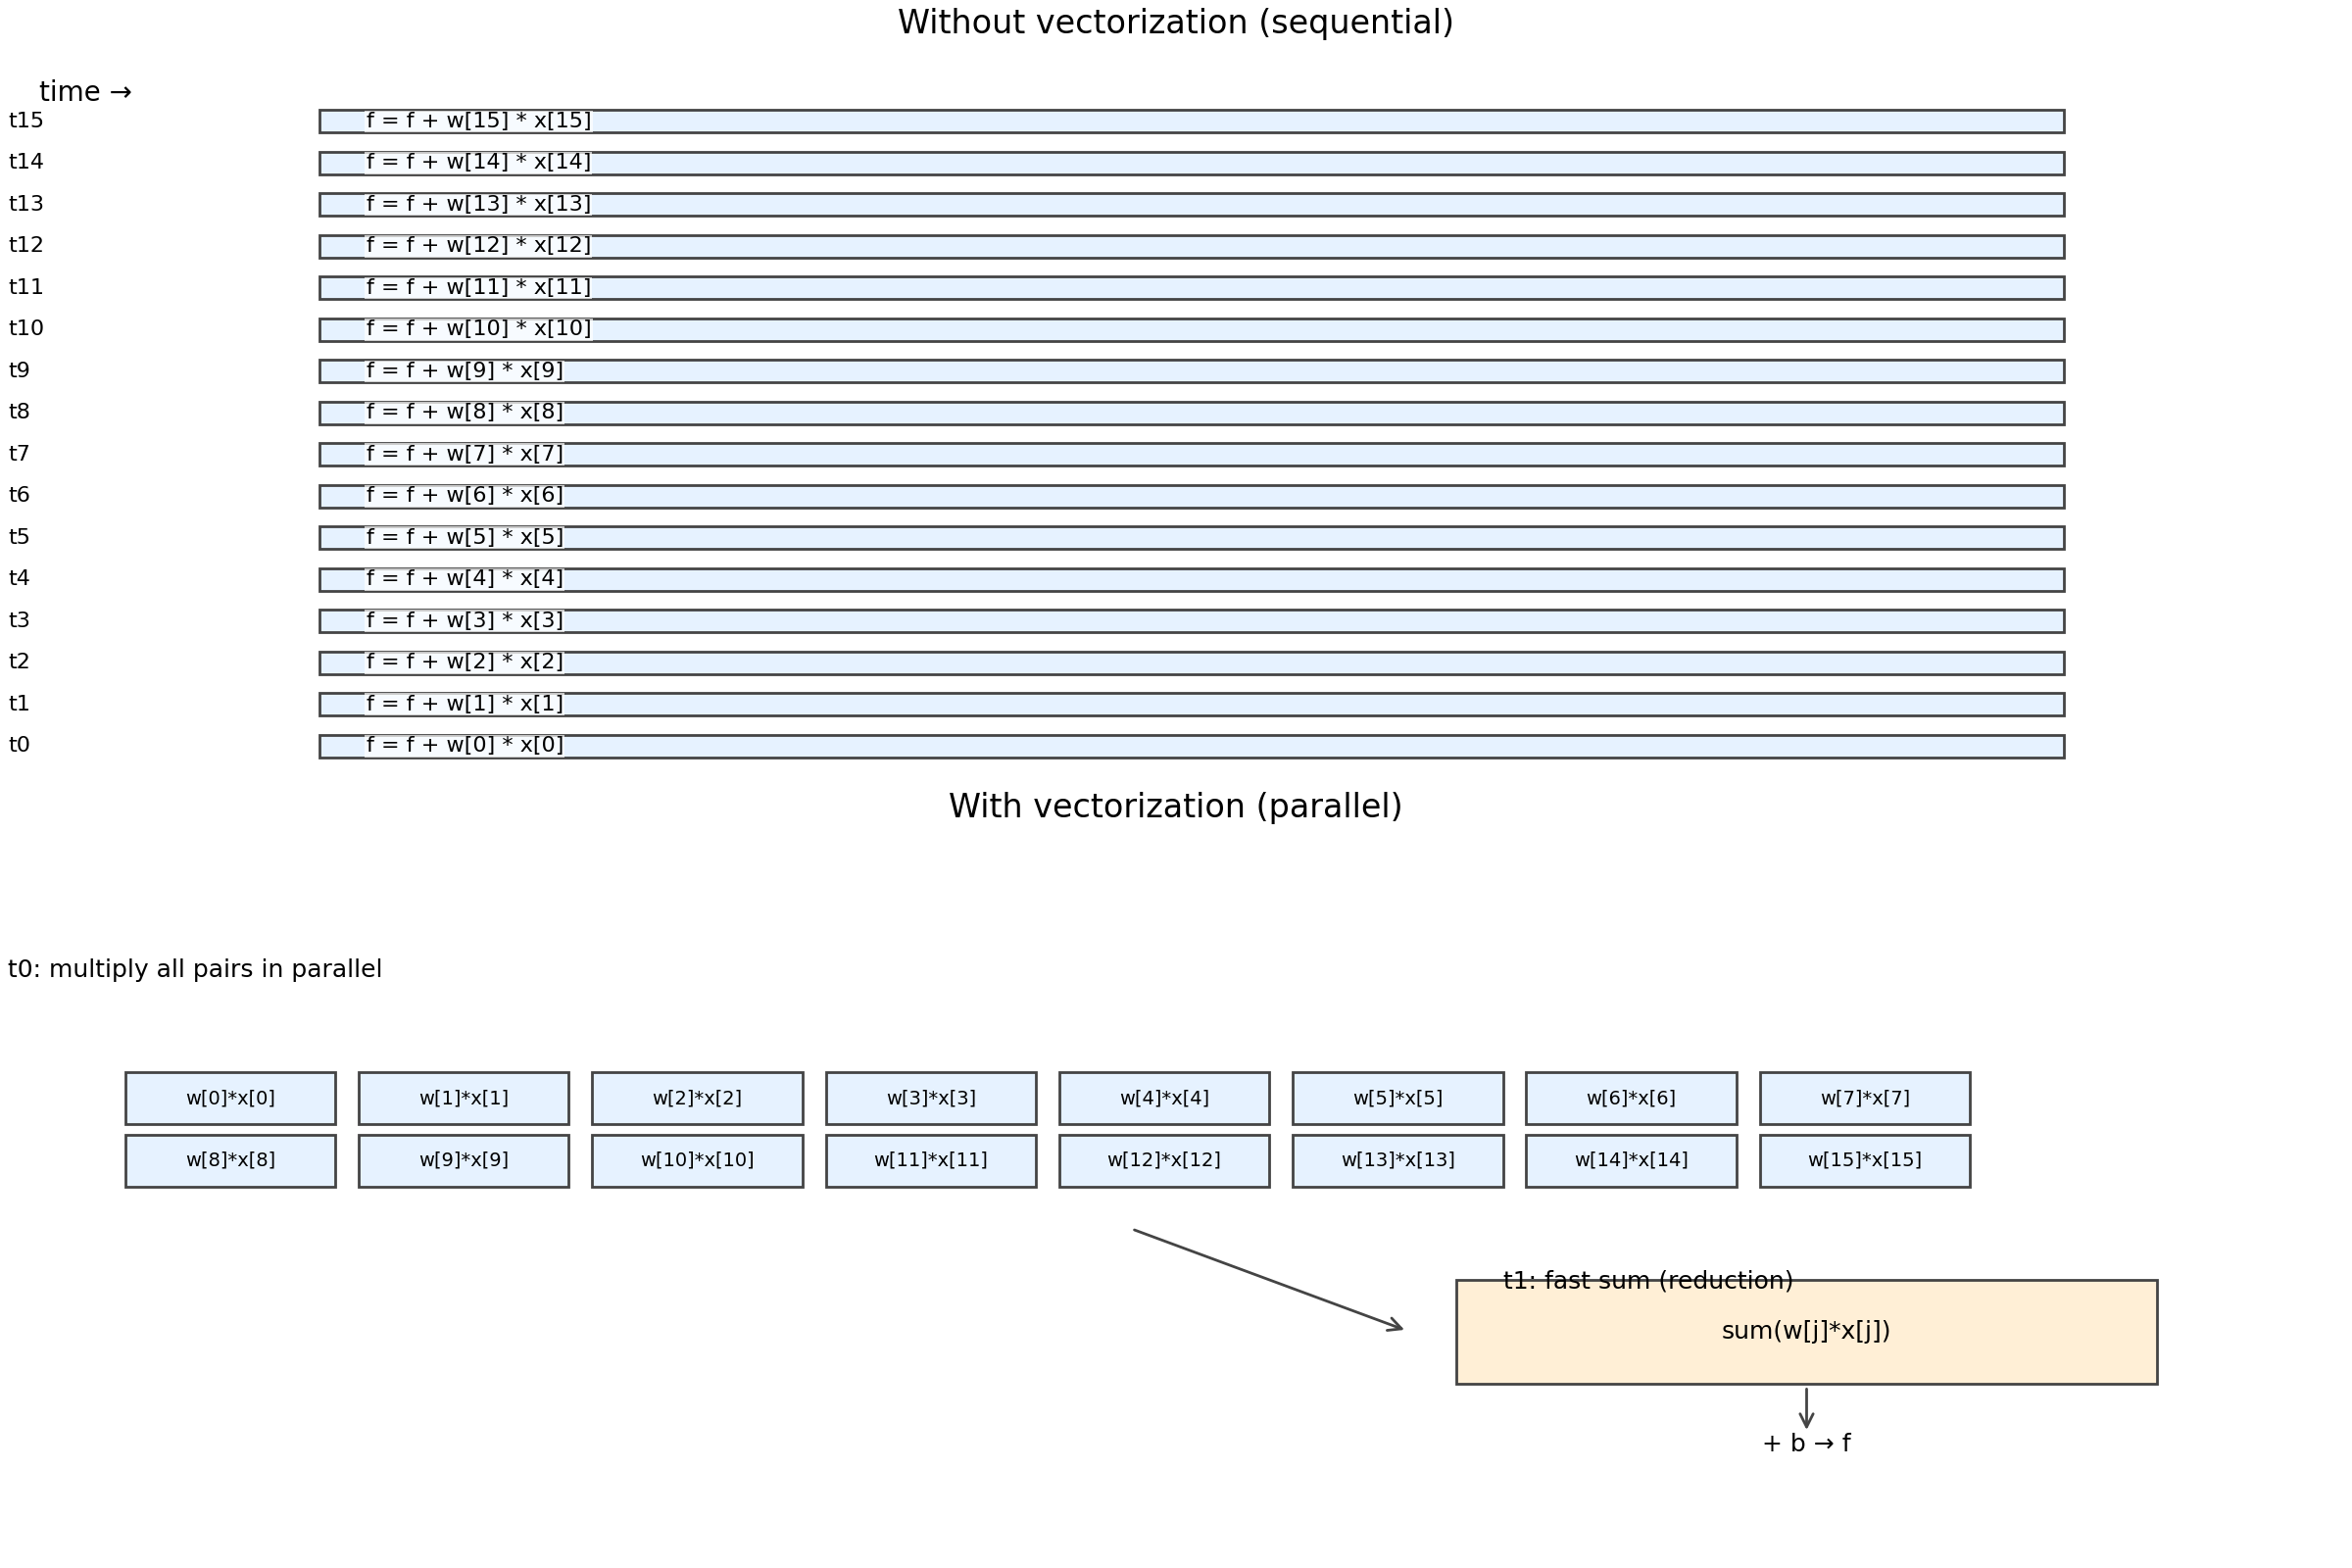 Without vectorization (sequential)
time →
t15 f = f + w[15] * x[15]
t14 f = f + w[14] * x[14]
t13 f = f + w[13] * x[13]
t12 f = f + w[12] * x[12]
t11 f = f + w[11] * x[11]
t10 f = f + w[10] * x[10]
t9 f = f + w[9] * x[9]
t8 f = f + w[8] * x[8]
t7 f = f + w[7] * x[7]
t6 f = f + w[6] * x[6]
t5 f = f + w[5] * x[5]
t4 f = f + w[4] * x[4]
t3 f = f + w[3] * x[3]
t2 f = f + w[2] * x[2]
t1 f = f + w[1] * x[1]
t0 f = f + w[0] * x[0]
With vectorization (parallel)
t0: multiply all pairs in parallel
w[0]*x[0] w[1]*x[1] w[2]*x[2] w[3]*x[3] w[4]*x[4] w[5]*x[5] w[6]*x[6] w[7]*x[7]
w[8]*x[8] w[9]*x[9] w[10]*x[10] w[11]*x[11] w[12]*x[12] w[13]*x[13] w[14]*x[14] w[15]*x[15]
t1: fast sum (reduction)
sum(w[j]*x[j])
+ b → f